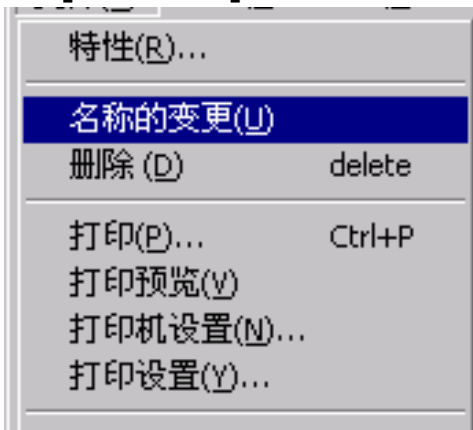 特性(R)...
名称的变更(U)
删除 (D) delete
打印(P)... Ctrl+P
打印预览(V)
打印机设置(N)...
打印设置(Y)...